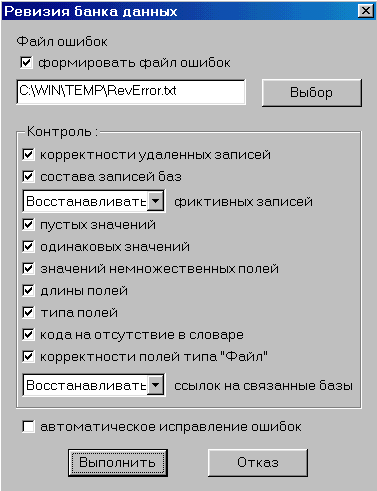 Ревизия банка данных
Файл ошибок
формировать файл ошибок
C:\WIN\TEMP\RevError.txt Выбор
Контроль :
корректности удаленных записей
состава записей баз
Восстанавливать фиктивных записей
пустых значений
одинаковых значений
значений немножественных полей
длины полей
типа полей
кода на отсутствие в словаре
корректности полей типа "Файл"
Восстанавливать ссылок на связанные базы
автоматическое исправление ошибок
Выполнить Отказ